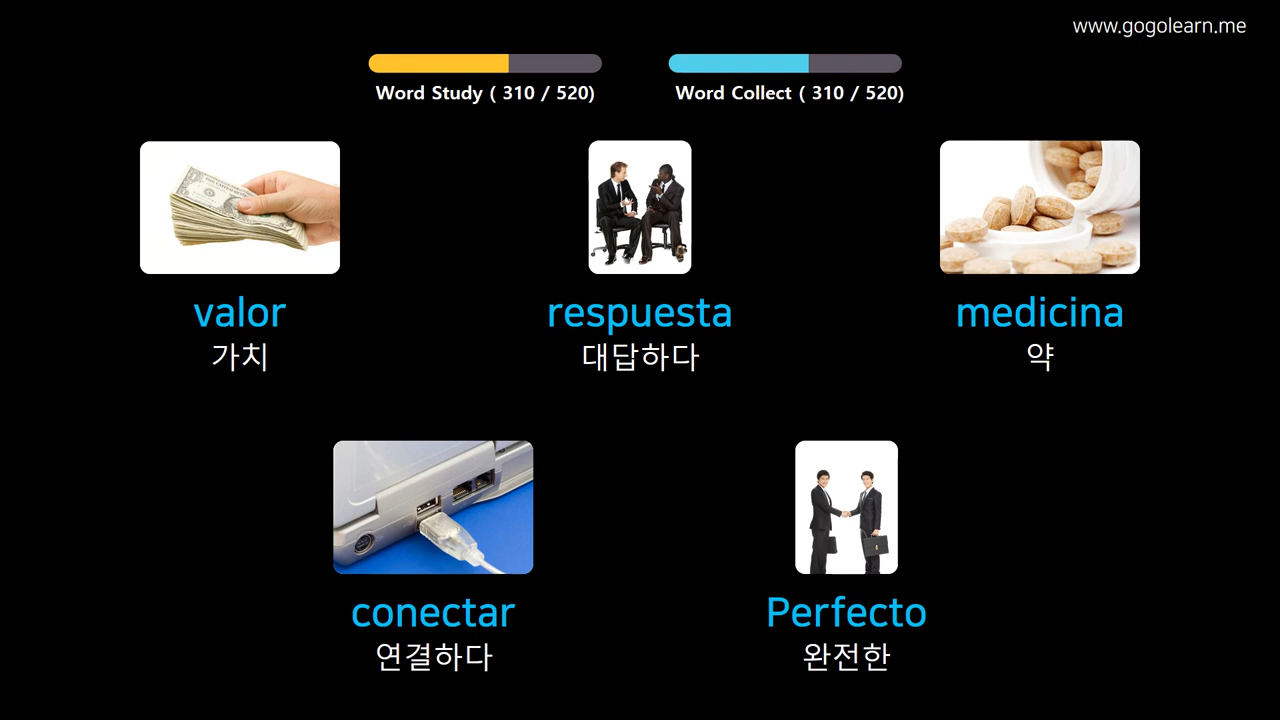 www.gogolearn.me
Word Study ( 310 / 520)
Word Collect ( 310 / 520)
valor
가치
respuesta
대답하다
medicina
약
conectar
연결하다
Perfecto
완전한